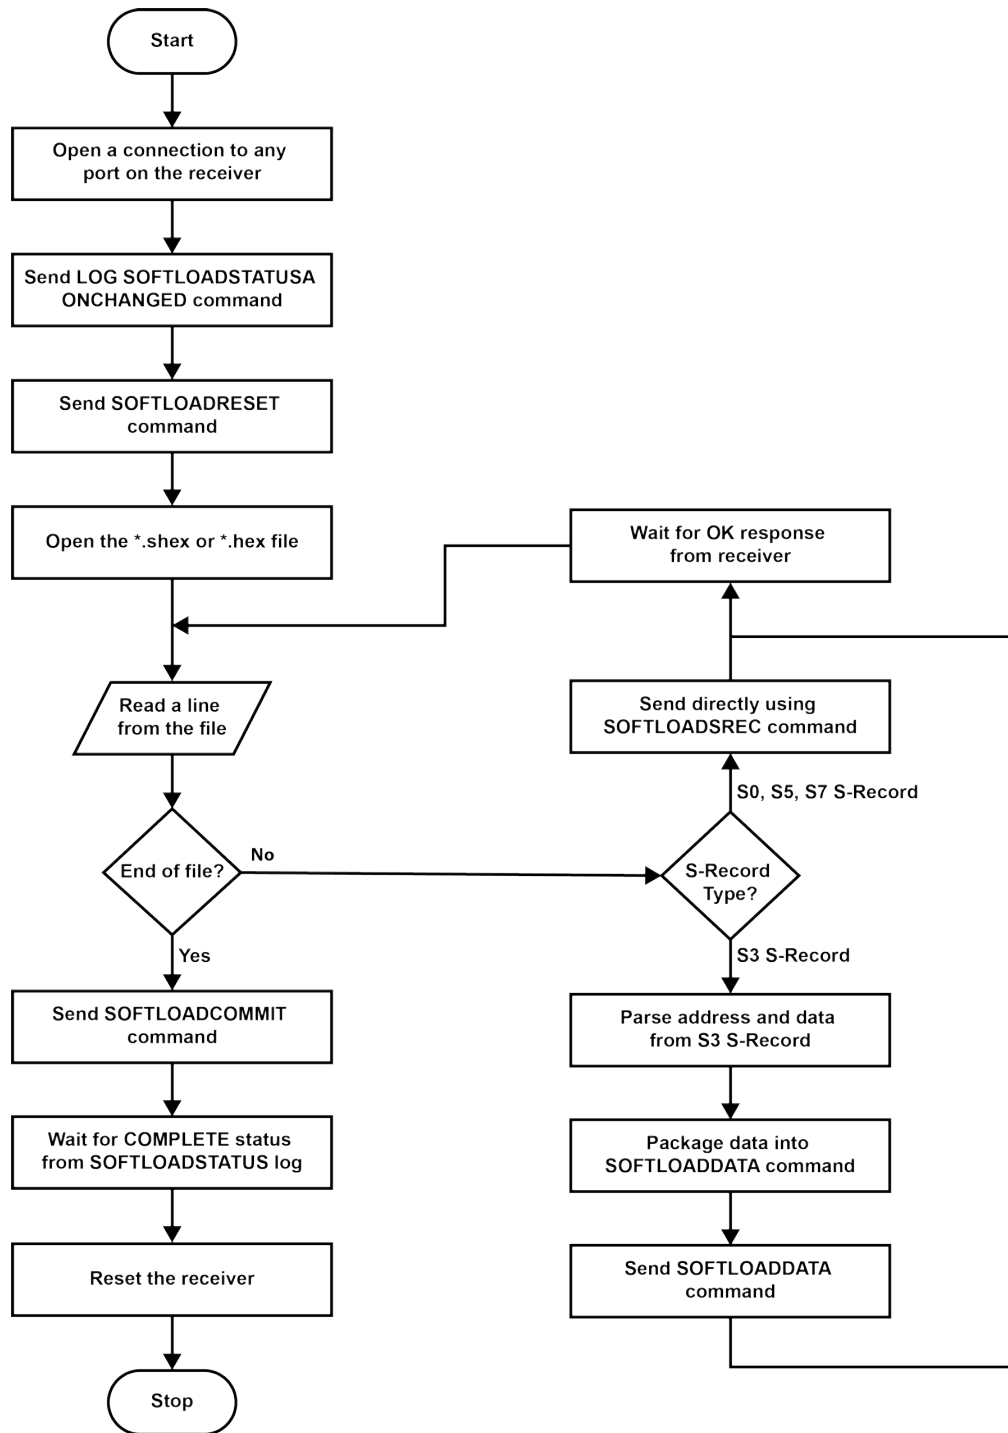 Start
Open a connection to any
port on the receiver
Send LOG SOFTLOADSTATUSA
ONCHANGED command
Send SOFTLOADRESET
command
Open the *.shex or *.hex file
Read a line
from the file
End of file?
No
Yes
Send SOFTLOADCOMMIT
command
Wait for COMPLETE status
from SOFTLOADSTATUS log
Reset the receiver
Stop
Wait for OK response
from receiver
Send directly using
SOFTLOADSREC command
S0, S5, S7 S-Record
S-Record
Type?
S3 S-Record
Parse address and data
from S3 S-Record
Package data into
SOFTLOADDATA command
Send SOFTLOADDATA
command